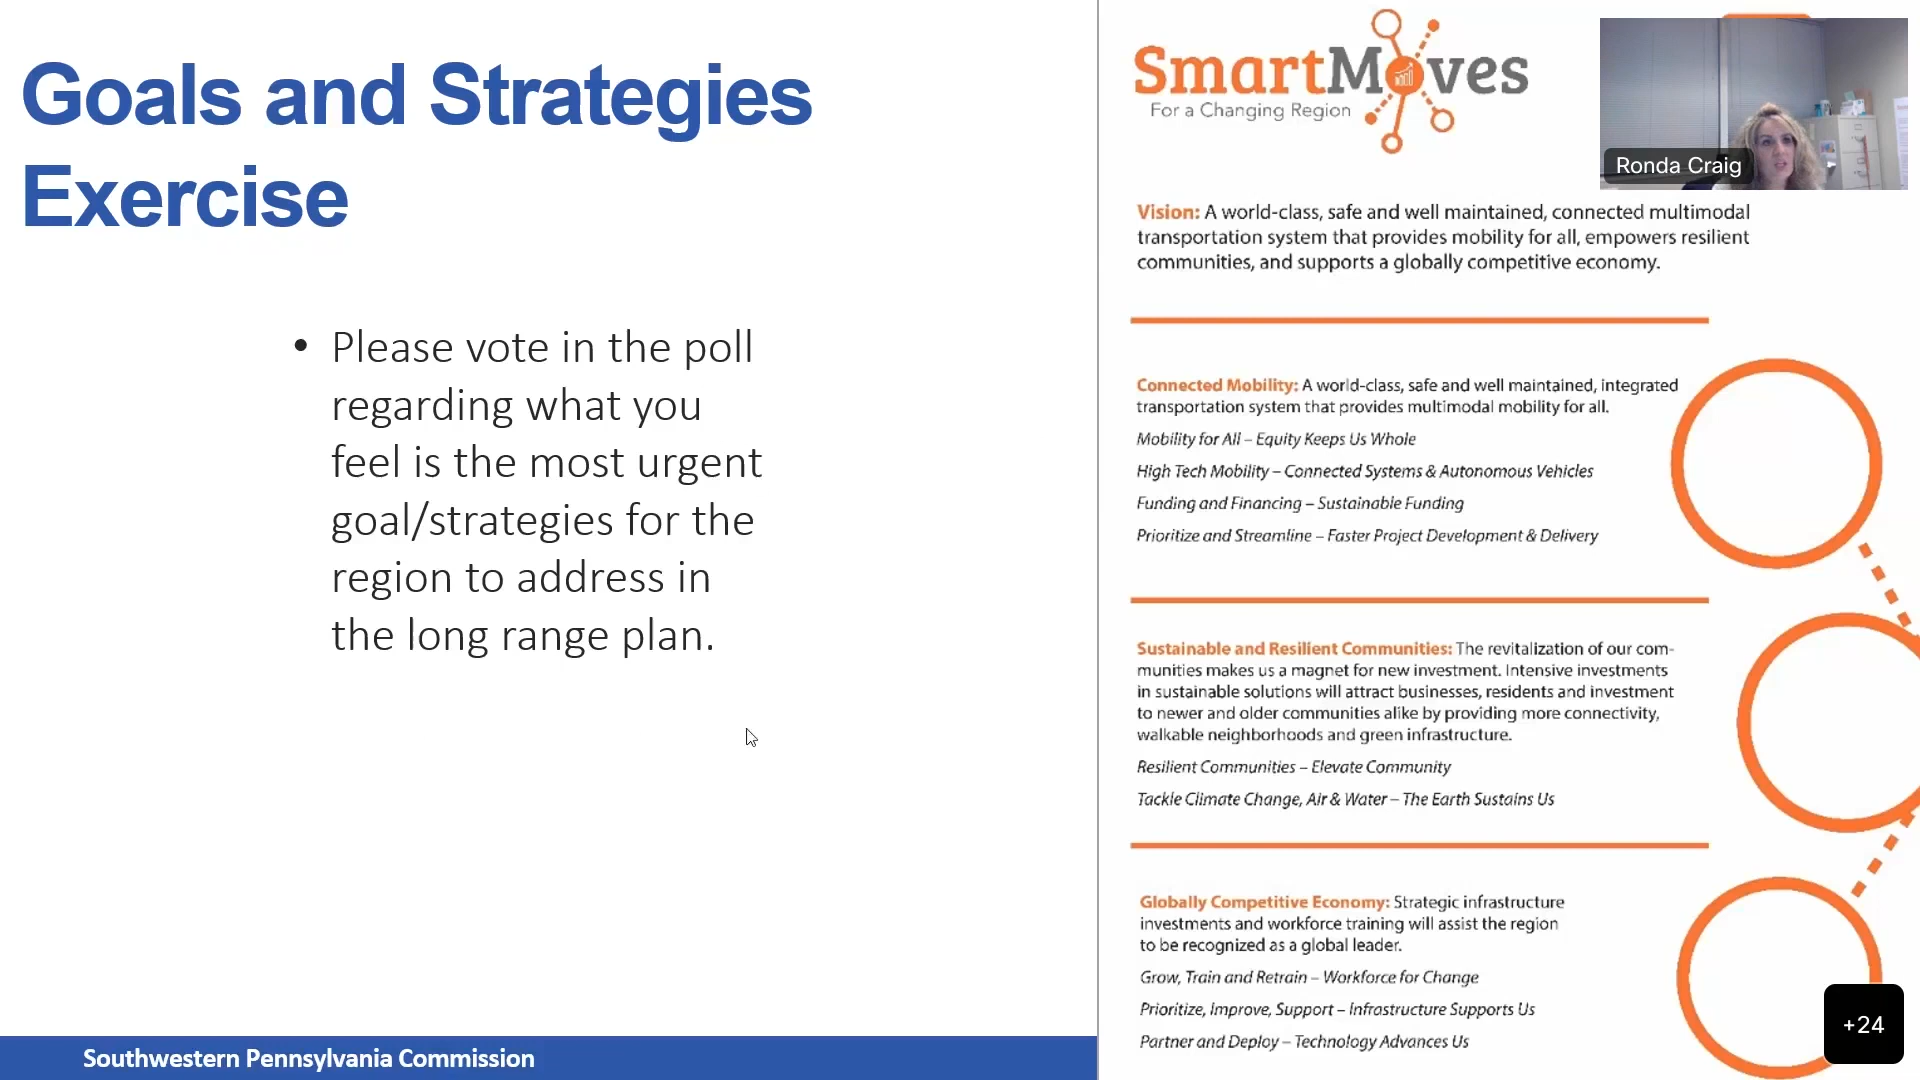 Goals and Strategies
Exercise
• Please vote in the poll
regarding what you
feel is the most urgent
goal/strategies for the
region to address in
the long range plan.
Southwestern Pennsylvania Commission
SmartMoves
For a Changing Region
Ronda Craig
Vision: A world-class, safe and well maintained, connected multimodal
transportation system that provides mobility for all, empowers resilient
communities, and supports a globally competitive economy.
Connected Mobility: A world-class, safe and well maintained, integrated
transportation system that provides multimodal mobility for all.
Mobility for All – Equity Keeps Us Whole
High Tech Mobility – Connected Systems & Autonomous Vehicles
Funding and Financing – Sustainable Funding
Prioritize and Streamline – Faster Project Development & Delivery
Sustainable and Resilient Communities: The revitalization of our com-
munities makes us a magnet for new investment. Intensive investments
in sustainable solutions will attract businesses, residents and investment
to newer and older communities alike by providing more connectivity,
walkable neighborhoods and green infrastructure.
Resilient Communities – Elevate Community
Tackle Climate Change, Air & Water – The Earth Sustains Us
Globally Competitive Economy: Strategic infrastructure
investments and workforce training will assist the region
to be recognized as a global leader.
Grow, Train and Retrain – Workforce for Change
Prioritize, Improve, Support – Infrastructure Supports Us
Partner and Deploy – Technology Advances Us
+24